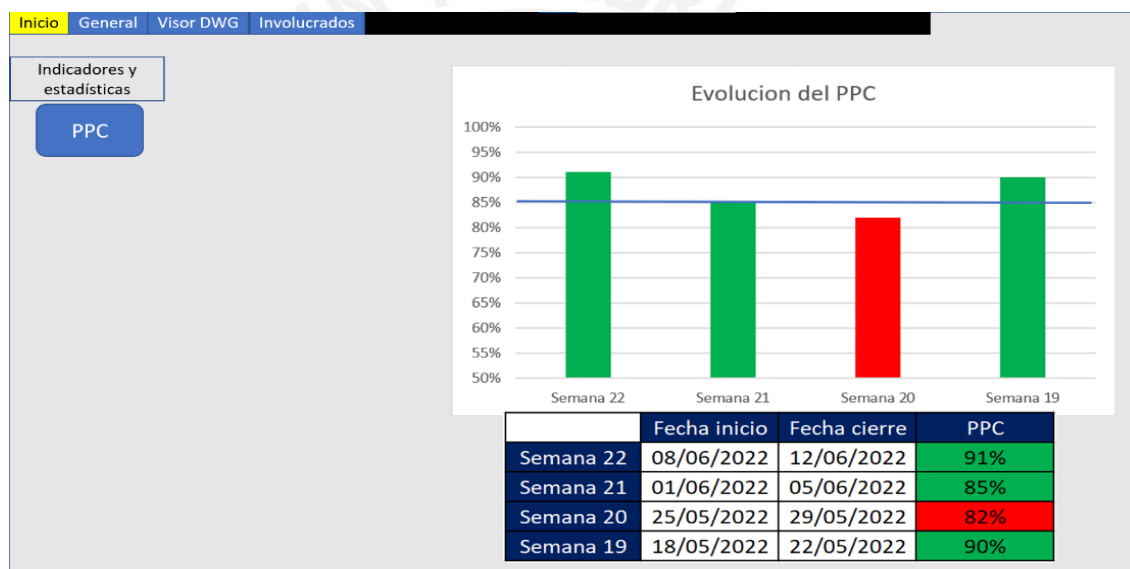 Inicio General Visor DWG Involucrados
Indicadores y
estadísticas
PPC
Evolucion del PPC
100%
95%
90%
85%
80%
75%
70%
65%
60%
55%
50%
Semana 22 Semana 21 Semana 20 Semana 19
Fecha inicio Fecha cierre PPC
Semana 22 08/06/2022 12/06/2022 91%
Semana 21 01/06/2022 05/06/2022 85%
Semana 20 25/05/2022 29/05/2022 82%
Semana 19 18/05/2022 22/05/2022 90%